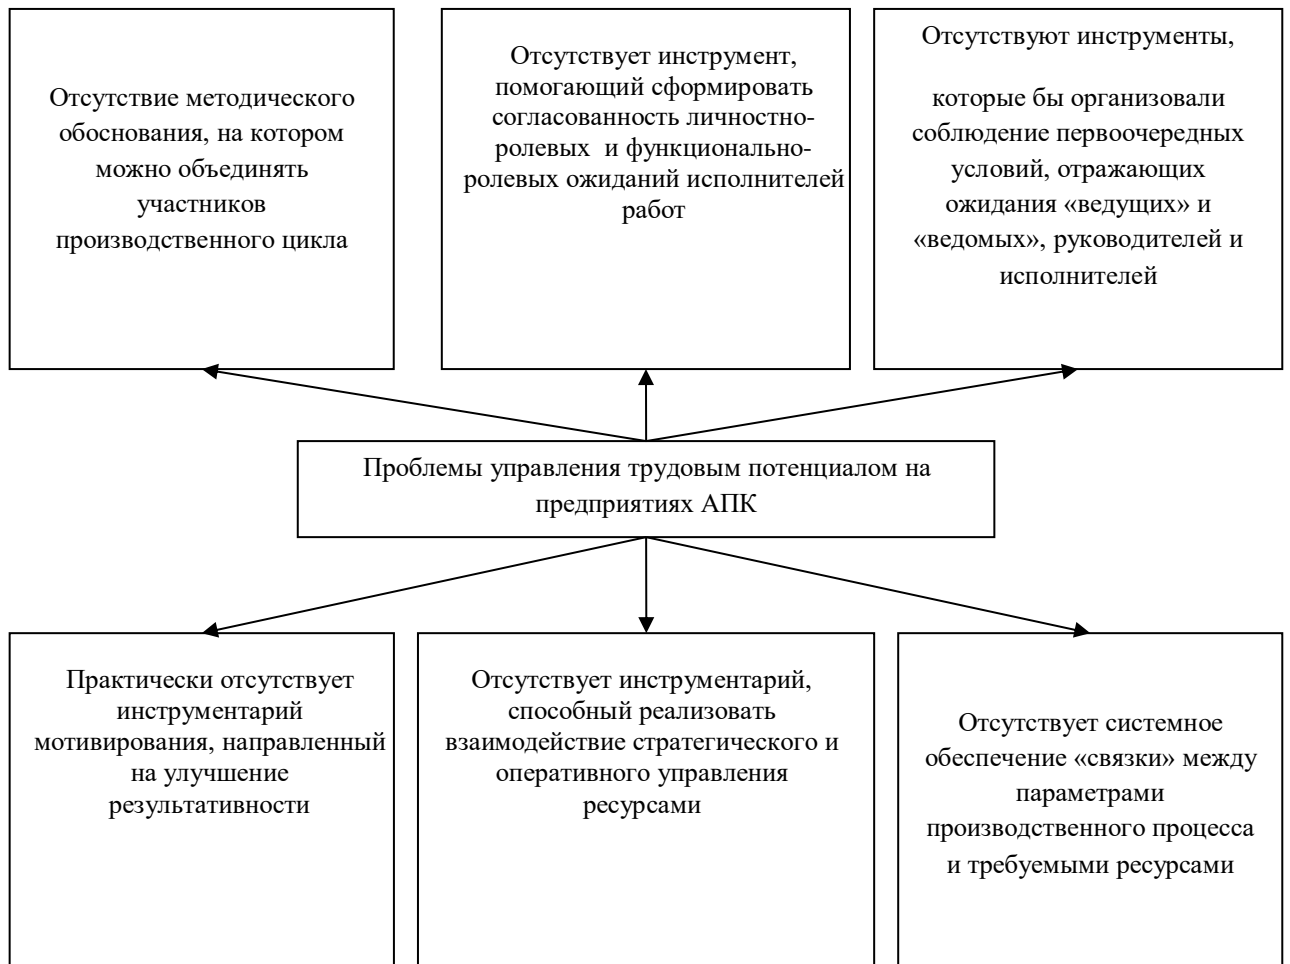 Отсутствие методического
обоснования, на котором
можно объединять
участников
производственного цикла
Отсутствует инструмент,
помогающий сформировать
согласованность личностно-
ролевых и функционально-
ролевых ожиданий исполнителей
работ
Отсутствуют инструменты,
которые бы организовали
соблюдение первоочередных
условий, отражающих
ожидания «ведущих» и
«ведомых», руководителей и
исполнителей
Проблемы управления трудовым потенциалом на
предприятиях АПК
Практически отсутствует
инструментарий
мотивирования, направленный
на улучшение
результативности
Отсутствует инструментарий,
способный реализовать
взаимодействие стратегического и
оперативного управления
ресурсами
Отсутствует системное
обеспечение «связки» между
параметрами
производственного процесса
и требуемыми ресурсами